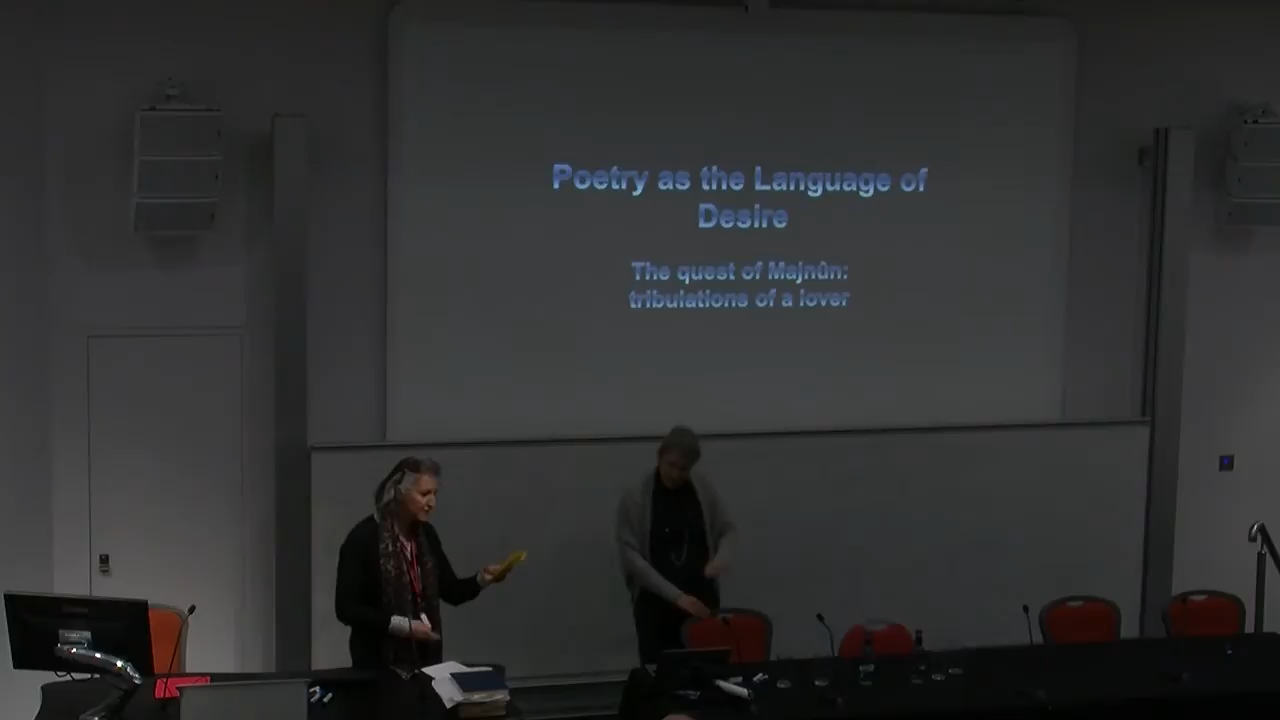 Poetry as the Language of
Desire
The quest of Majnûn:
tribulations of a lover